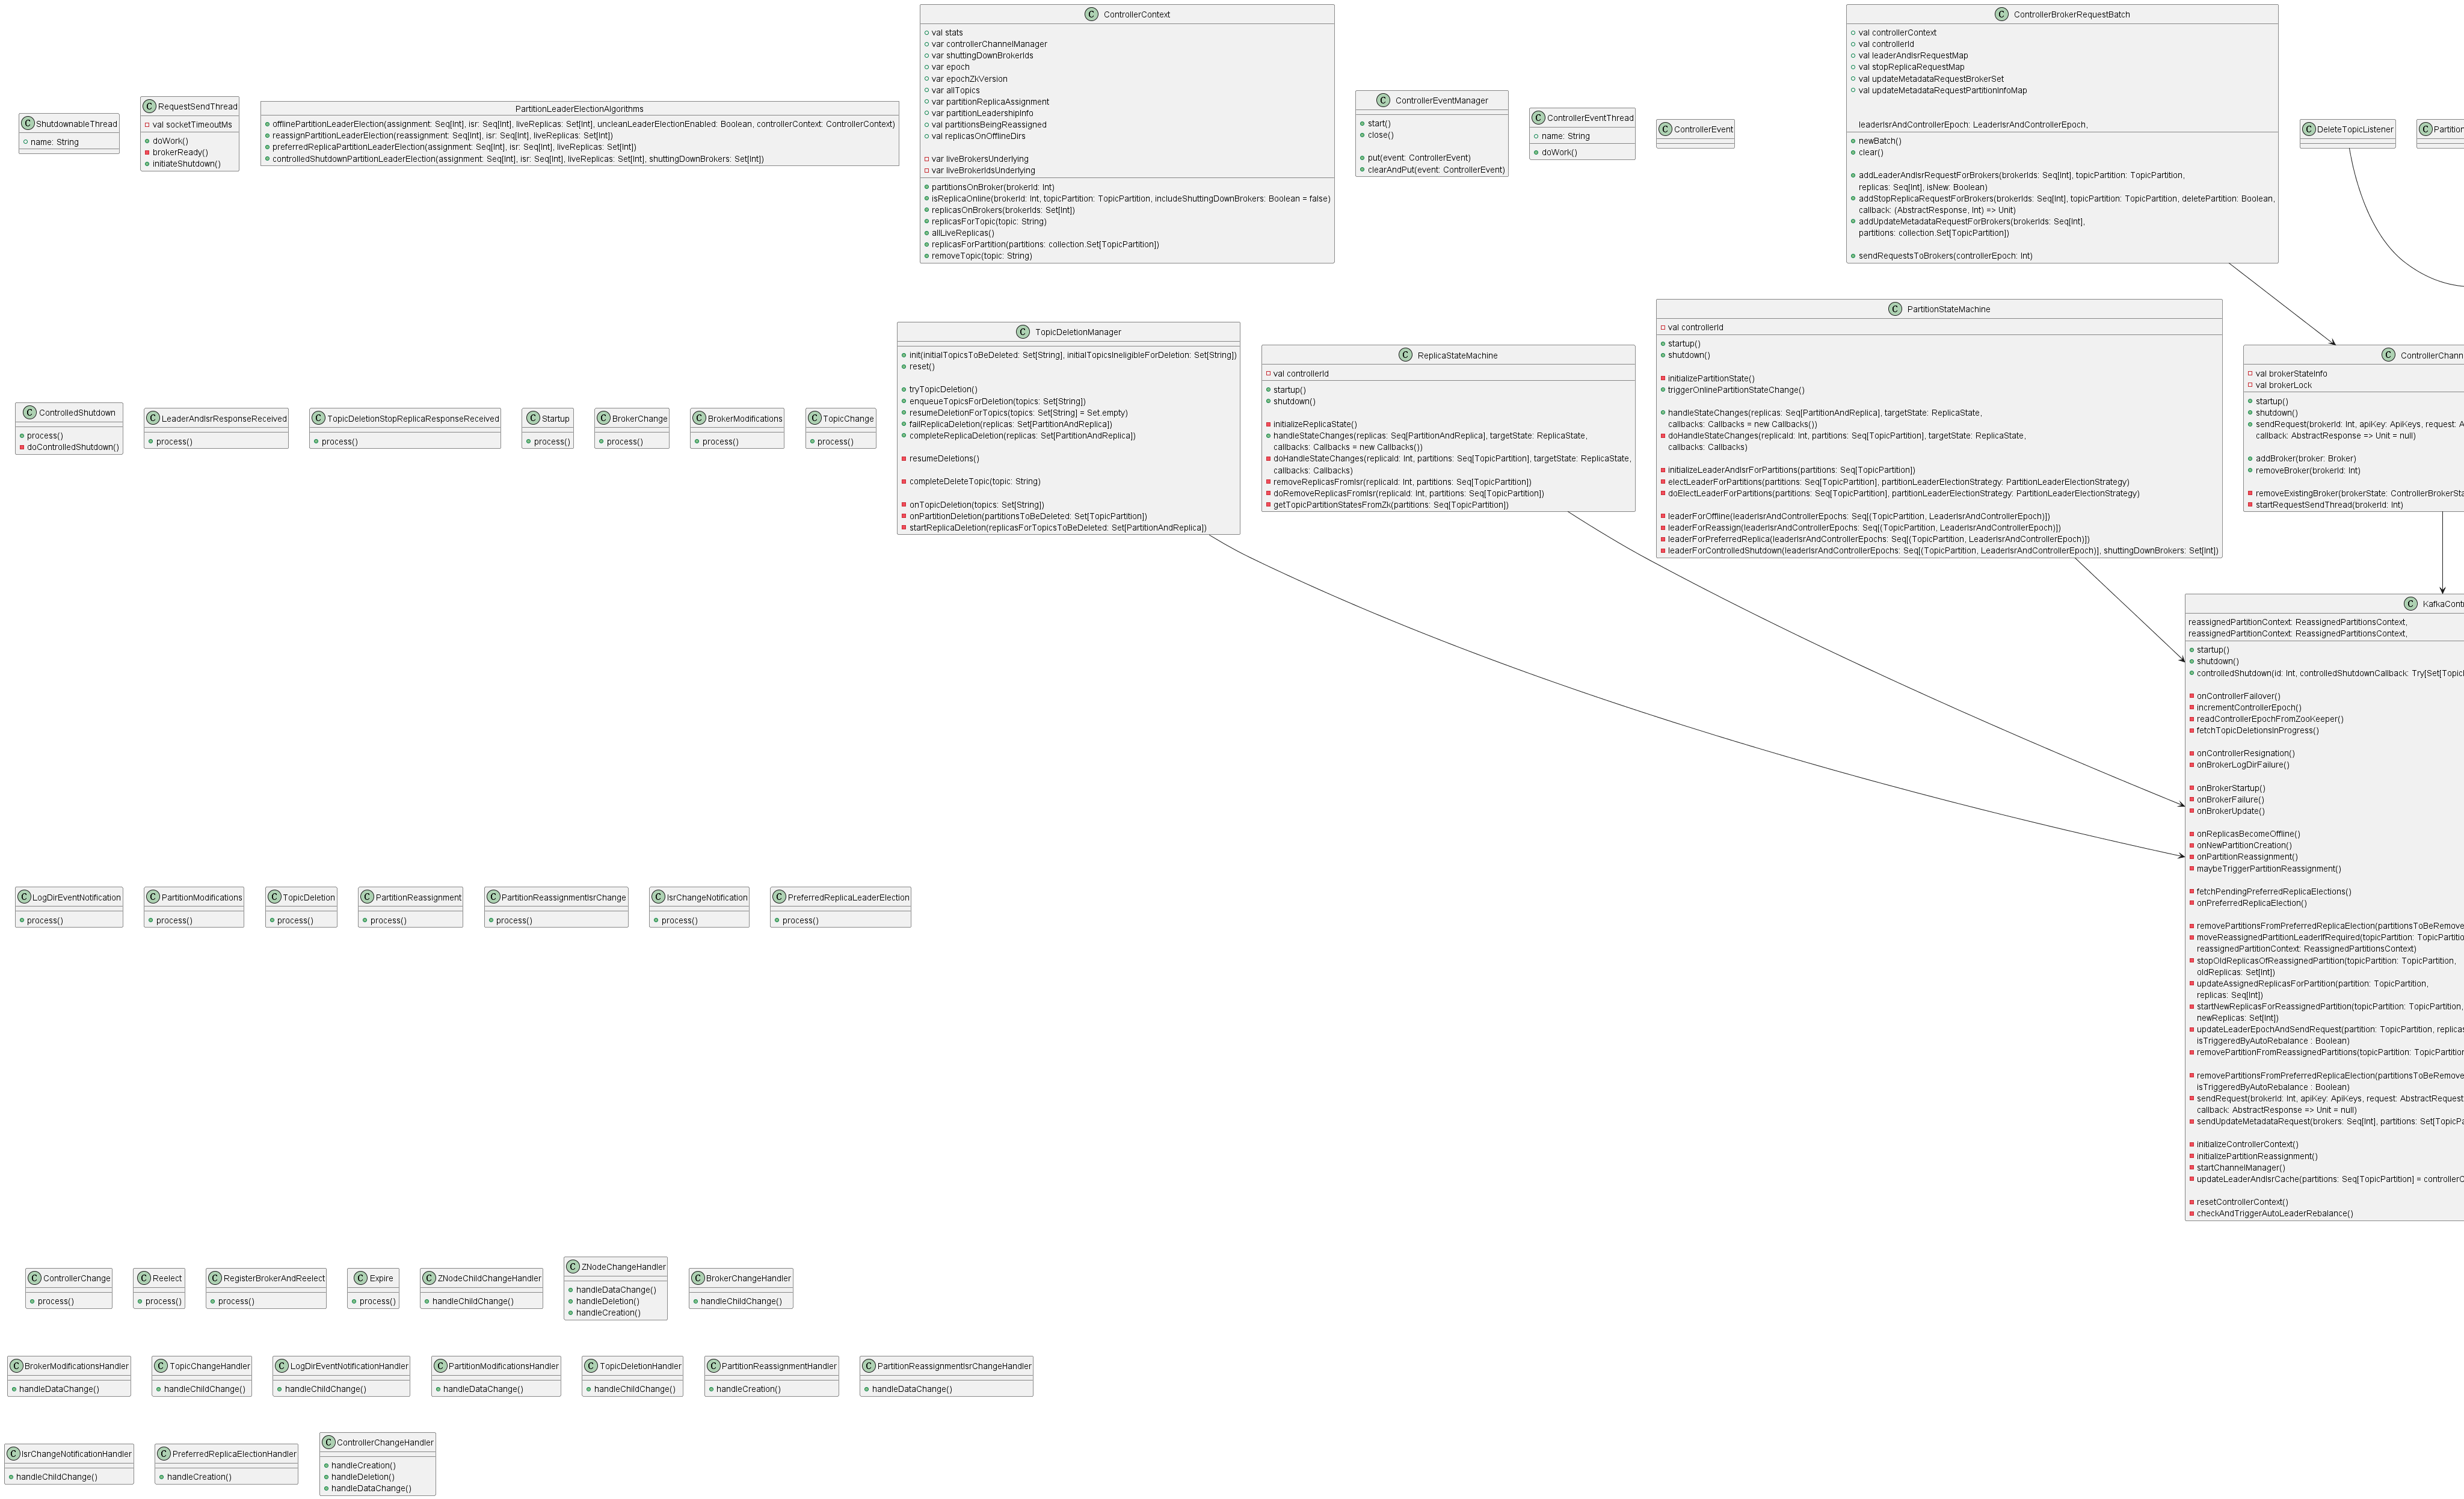 C ShutdownableThread
name: String
C RequestSendThread
val socketTimeoutMs
doWork()
brokerReady()
initiateShutdown()
PartitionLeaderElectionAlgorithms
offlinePartitionLeaderElection(assignment: Seq[Int], isr: Seq[Int], liveReplicas: Set[Int], uncleanLeaderElectionEnabled: Boolean, controllerContext: ControllerContext)
reassignPartitionLeaderElection(reassignment: Seq[Int], isr: Seq[Int], liveReplicas: Set[Int])
preferredReplicaPartitionLeaderElection(assignment: Seq[Int], isr: Seq[Int], liveReplicas: Set[Int])
controlledShutdownPartitionLeaderElection(assignment: Seq[Int], isr: Seq[Int], liveReplicas: Set[Int], shuttingDownBrokers: Set[Int])
C ControllerContext
val stats
var controllerChannelManager
var shuttingDownBrokerIds
var epoch
var epochZkVersion
var allTopics
var partitionReplicaAssignment
var partitionLeadershipInfo
val partitionsBeingReassigned
val replicasOnOfflineDirs
var liveBrokersUnderlying
var liveBrokerIdsUnderlying
partitionsOnBroker(brokerId: Int)
isReplicaOnline(brokerId: Int, topicPartition: TopicPartition, includeShuttingDownBrokers: Boolean = false)
replicasOnBrokers(brokerIds: Set[Int])
replicasForTopic(topic: String)
allLiveReplicas()
replicasForPartition(partitions: collection.Set[TopicPartition])
removeTopic(topic: String)
C ControllerEventManager
start()
close()
put(event: ControllerEvent)
clearAndPut(event: ControllerEvent)
C ControllerEventThread
name: String
doWork()
C ControllerEvent
C ControllerBrokerRequestBatch
val controllerContext
val controllerId
val leaderAndIsrRequestMap
val stopReplicaRequestMap
val updateMetadataRequestBrokerSet
val updateMetadataRequestPartitionInfoMap
leaderIsrAndControllerEpoch: LeaderIsrAndControllerEpoch,
newBatch()
clear()
addLeaderAndIsrRequestForBrokers(brokerIds: Seq[Int], topicPartition: TopicPartition,
replicas: Seq[Int], isNew: Boolean)
addStopReplicaRequestForBrokers(brokerIds: Seq[Int], topicPartition: TopicPartition, deletePartition: Boolean,
callback: (AbstractResponse, Int) => Unit)
addUpdateMetadataRequestForBrokers(brokerIds: Seq[Int],
partitions: collection.Set[TopicPartition])
sendRequestsToBrokers(controllerEpoch: Int)
C DeleteTopicListener
C Partition
C ControlledShutdown
process()
doControlledShutdown()
C LeaderAndIsrResponseReceived
process()
C TopicDeletionStopReplicaResponseReceived
process()
C Startup
process()
C BrokerChange
process()
C BrokerModifications
process()
C TopicChange
process()
C TopicDeletionManager
init(initialTopicsToBeDeleted: Set[String], initialTopicsIneligibleForDeletion: Set[String])
reset()
tryTopicDeletion()
enqueueTopicsForDeletion(topics: Set[String])
resumeDeletionForTopics(topics: Set[String] = Set.empty)
failReplicaDeletion(replicas: Set[PartitionAndReplica])
completeReplicaDeletion(replicas: Set[PartitionAndReplica])
resumeDeletions()
completeDeleteTopic(topic: String)
onTopicDeletion(topics: Set[String])
onPartitionDeletion(partitionsToBeDeleted: Set[TopicPartition])
startReplicaDeletion(replicasForTopicsToBeDeleted: Set[PartitionAndReplica])
C ReplicaStateMachine
val controllerId
startup()
shutdown()
initializeReplicaState()
handleStateChanges(replicas: Seq[PartitionAndReplica], targetState: ReplicaState,
callbacks: Callbacks = new Callbacks())
doHandleStateChanges(replicaId: Int, partitions: Seq[TopicPartition], targetState: ReplicaState,
callbacks: Callbacks)
removeReplicasFromIsr(replicaId: Int, partitions: Seq[TopicPartition])
doRemoveReplicasFromIsr(replicaId: Int, partitions: Seq[TopicPartition])
getTopicPartitionStatesFromZk(partitions: Seq[TopicPartition])
C PartitionStateMachine
val controllerId
startup()
shutdown()
initializePartitionState()
triggerOnlinePartitionStateChange()
handleStateChanges(replicas: Seq[PartitionAndReplica], targetState: ReplicaState,
callbacks: Callbacks = new Callbacks())
doHandleStateChanges(replicaId: Int, partitions: Seq[TopicPartition], targetState: ReplicaState,
callbacks: Callbacks)
initializeLeaderAndIsrForPartitions(partitions: Seq[TopicPartition])
electLeaderForPartitions(partitions: Seq[TopicPartition], partitionLeaderElectionStrategy: PartitionLeaderElectionStrategy)
doElectLeaderForPartitions(partitions: Seq[TopicPartition], partitionLeaderElectionStrategy: PartitionLeaderElectionStrategy)
leaderForOffline(leaderIsrAndControllerEpochs: Seq[(TopicPartition, LeaderIsrAndControllerEpoch)])
leaderForReassign(leaderIsrAndControllerEpochs: Seq[(TopicPartition, LeaderIsrAndControllerEpoch)])
leaderForPreferredReplica(leaderIsrAndControllerEpochs: Seq[(TopicPartition, LeaderIsrAndControllerEpoch)])
leaderForControlledShutdown(leaderIsrAndControllerEpochs: Seq[(TopicPartition, LeaderIsrAndControllerEpoch)], shuttingDownBrokers: Set[Int])
C ControllerChann
val brokerStateInfo
val brokerLock
startup()
shutdown()
sendRequest(brokerId: Int, apiKey: ApiKeys, request: A
callback: AbstractResponse => Unit = null)
addBroker(broker: Broker)
removeBroker(brokerId: Int)
removeExistingBroker(brokerState: ControllerBrokerSta
startRequestSendThread(brokerId: Int)
C KafkaContr
reassignedPartitionContext: ReassignedPartitionsContext,
reassignedPartitionContext: ReassignedPartitionsContext,
startup()
shutdown()
controlledShutdown(id: Int, controlledShutdownCallback: Try[Set[TopicP
onControllerFailover()
incrementControllerEpoch()
readControllerEpochFromZooKeeper()
fetchTopicDeletionsInProgress()
onControllerResignation()
onBrokerLogDirFailure()
onBrokerStartup()
onBrokerFailure()
onBrokerUpdate()
onReplicasBecomeOffline()
onNewPartitionCreation()
onPartitionReassignment()
maybeTriggerPartitionReassignment()
fetchPendingPreferredReplicaElections()
onPreferredReplicaElection()
removePartitionsFromPreferredReplicaElection(partitionsToBeRemove
moveReassignedPartitionLeaderIfRequired(topicPartition: TopicPartitio
reassignedPartitionContext: ReassignedPartitionsContext)
stopOldReplicasOfReassignedPartition(topicPartition: TopicPartition,
oldReplicas: Set[Int])
updateAssignedReplicasForPartition(partition: TopicPartition,
replicas: Seq[Int])
startNewReplicasForReassignedPartition(topicPartition: TopicPartition,
newReplicas: Set[Int])
updateLeaderEpochAndSendRequest(partition: TopicPartition, replicas
isTriggeredByAutoRebalance : Boolean)
removePartitionFromReassignedPartitions(topicPartition: TopicPartition
removePartitionsFromPreferredReplicaElection(partitionsToBeRemove
isTriggeredByAutoRebalance : Boolean)
sendRequest(brokerId: Int, apiKey: ApiKeys, request: AbstractRequest
callback: AbstractResponse => Unit = null)
sendUpdateMetadataRequest(brokers: Seq[Int], partitions: Set[TopicPa
initializeControllerContext()
initializePartitionReassignment()
startChannelManager()
updateLeaderAndIsrCache(partitions: Seq[TopicPartition] = controllerC
resetControllerContext()
checkAndTriggerAutoLeaderRebalance()
C LogDirEventNotification
process()
C PartitionModifications
process()
C TopicDeletion
process()
C PartitionReassignment
process()
C PartitionReassignmentIsrChange
process()
C IsrChangeNotification
process()
C PreferredReplicaLeaderElection
process()
C ControllerChange
process()
C Reelect
process()
C RegisterBrokerAndReelect
process()
C Expire
process()
C ZNodeChildChangeHandler
handleChildChange()
C ZNodeChangeHandler
handleDataChange()
handleDeletion()
handleCreation()
C BrokerChangeHandler
handleChildChange()
C BrokerModificationsHandler
handleDataChange()
C TopicChangeHandler
handleChildChange()
C LogDirEventNotificationHandler
handleChildChange()
C PartitionModificationsHandler
handleDataChange()
C TopicDeletionHandler
handleChildChange()
C PartitionReassignmentHandler
handleCreation()
C PartitionReassignmentIsrChangeHandler
handleDataChange()
C IsrChangeNotificationHandler
handleChildChange()
C PreferredReplicaElectionHandler
handleCreation()
C ControllerChangeHandler
handleCreation()
handleDeletion()
handleDataChange()